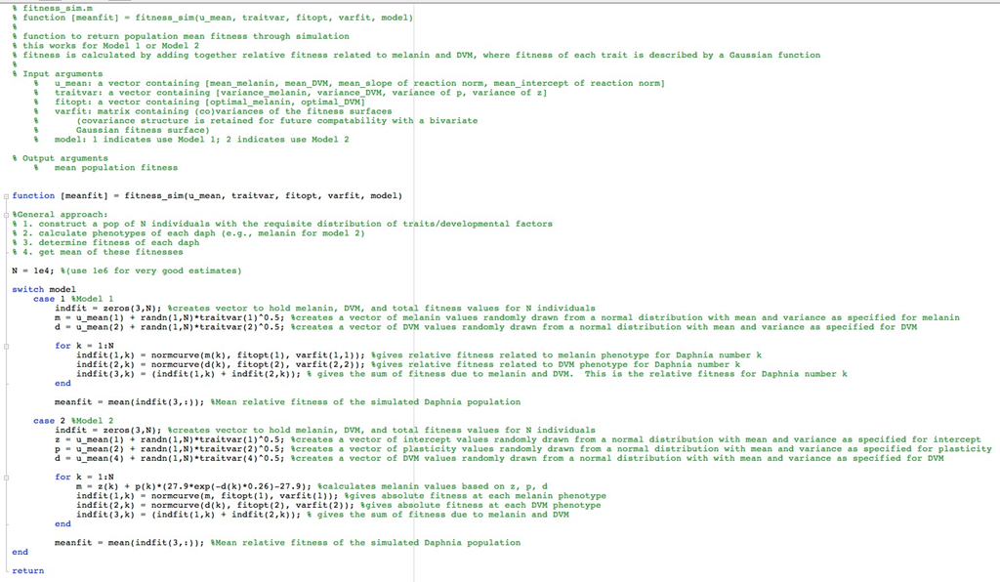 % fitness_sim.m
% function [meanfit] = fitness_sim(u_mean, traitvar, fitopt, varfit, model)
%
% function to return population mean fitness through simulation
% this works for Model 1 or Model 2
% fitness is calculated by adding together relative fitness related to melanin and DVM, where fitness of each trait is described by a Gaussian function
%
% Input arguments
%   u_mean: a vector containing [mean_melanin, mean_DVM, mean_slope of reaction norm, mean_intercept of reaction norm]
%   traitvar: a vector containing [variance_melanin, variance_DVM, variance of p, variance of z]
%   fitopt: a vector containing [optimal_melanin, optimal_DVM]
%   varfit: matrix containing (co)variances of the fitness surfaces
%       (covariance structure is retained for future compatability with a bivariate
%       Gaussian fitness surface)
%   model: 1 indicates use Model 1; 2 indicates use Model 2
% Output arguments
%   mean population fitness
function [meanfit] = fitness_sim(u_mean, traitvar, fitopt, varfit, model)
%General approach:
% 1. construct a pop of N individuals with the requisite distribution of traits/developmental factors
% 2. calculate phenotypes of each daph (e.g., melanin for model 2)
% 3. determine fitness of each daph
% 4. get mean of these fitnesses
N = 1e4; %(use 1e6 for very good estimates)
switch model
case 1 %Model 1
indfit = zeros(3,N); %creates vector to hold melanin, DVM, and total fitness values for N individuals
m = u_mean(1) + randn(1,N)*traitvar(1)^0.5; %creates a vector of melanin values randomly drawn from a normal distribution with mean and variance as specified for melanin
d = u_mean(2) + randn(1,N)*traitvar(2)^0.5; %creates a vector of DVM values randomly drawn from a normal distribution with mean and variance as specified for DVM
for k = 1:N
indfit(1,k) = normcurve(m(k), fitopt(1), varfit(1,1)); %gives relative fitness related to melanin phenotype for Daphnia number k
indfit(2,k) = normcurve(d(k), fitopt(2), varfit(2,2)); %gives relative fitness related to DVM phenotype for Daphnia number k
indfit(3,k) = (indfit(1,k) + indfit(2,k)); % gives the sum of fitness due to melanin and DVM.  This is the relative fitness for Daphnia number k
end
meanfit = mean(indfit(3,:)); %Mean relative fitness of the simulated Daphnia population
case 2 %Model 2
indfit = zeros(3,N); %creates vector to hold melanin, DVM, and total fitness values for N individuals
z = u_mean(1) + randn(1,N)*traitvar(1)^0.5; %creates a vector of intercept values randomly drawn from a normal distribution with mean and variance as specified for intercept
p = u_mean(2) + randn(1,N)*traitvar(2)^0.5; %creates a vector of plasticity values randomly drawn from a normal distribution with mean and variance as specified for plasticity
d = u_mean(4) + randn(1,N)*traitvar(4)^0.5; %creates a vector of DVM values randomly drawn from a normal distribution with with mean and variance as specified for DVM
for k = 1:N
m = z(k) + p(k)*(27.9*exp(-d(k)*0.26)-27.9); %calculates melanin values based on z, p, d
indfit(1,k) = normcurve(m, fitopt(1), varfit(1)); %gives absolute fitness at each melanin phenotype
indfit(2,k) = normcurve(d(k), fitopt(2), varfit(2)); %gives absolute fitness at each DVM phenotype
indfit(3,k) = (indfit(1,k) + indfit(2,k)); % gives the sum of fitness due to melanin and DVM
end
meanfit = mean(indfit(3,:)); %Mean relative fitness of the simulated Daphnia population
end
return